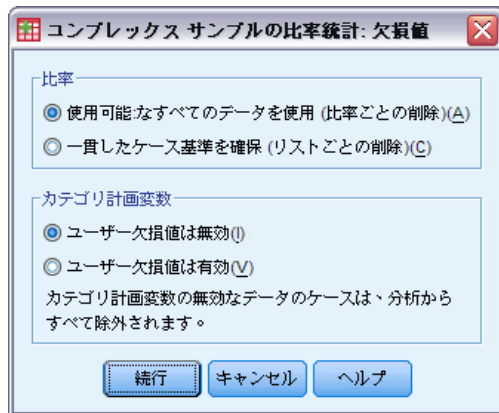 コンプレックス サンプルの比率統計: 欠損値
比率
使用可能:なすべてのデータを使用 (比率ごとの削除)(A)
一貫したケース基準を確保 (リストごとの削除)(C)
カテゴリ計画変数
ユーザー欠損値は無効(I)
ユーザー欠損値は有効(V)
カテゴリ計画変数の無効なデータのケースは、分析から
すべて除外されます。
続行 キャンセル ヘルプ